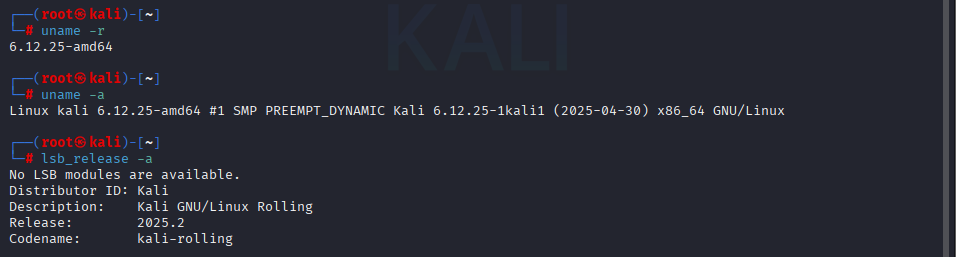 KALI
┌──(root㉿kali)-[~]
└─# uname -r
6.12.25-amd64
┌──(root㉿kali)-[~]
└─# uname -a
Linux kali 6.12.25-amd64 #1 SMP PREEMPT_DYNAMIC Kali 6.12.25-1kali1 (2025-04-30) x86_64 GNU/Linux
┌──(root㉿kali)-[~]
└─# lsb_release -a
No LSB modules are available.
Distributor ID: Kali
Description:    Kali GNU/Linux Rolling
Release:        2025.2
Codename:       kali-rolling